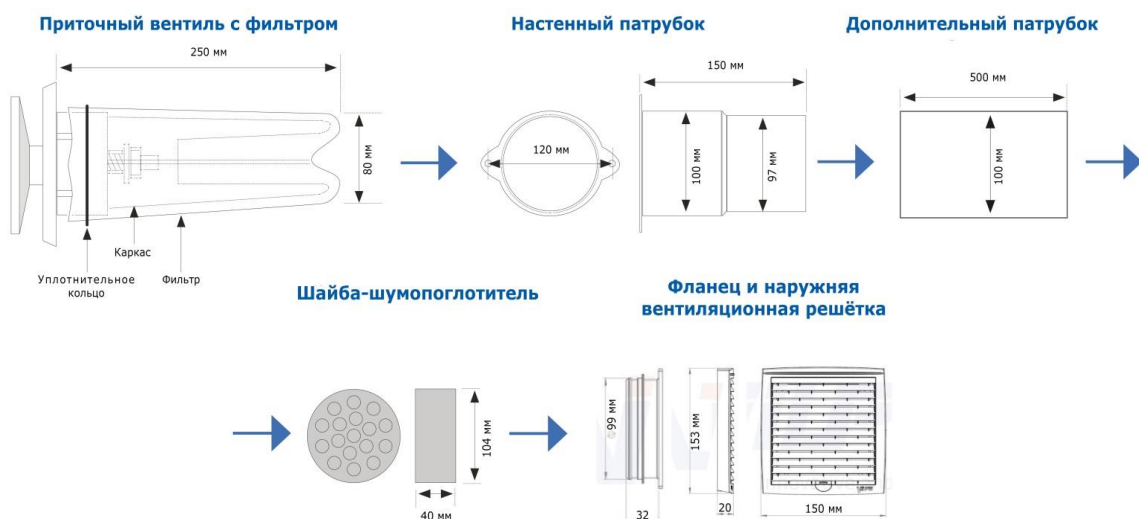 Приточный вентиль с фильтром
250 мм
80 мм
Каркас
Уплотнительное
кольцо
Фильтр
Настенный патрубок
150 мм
120 мм
100 мм
97 мм
Дополнительный патрубок
500 мм
100 мм
Шайба-шумопоглотитель
104 мм
40 мм
Фланец и наружняя
вентиляционная решётка
99 мм
32
153 мм
20
150 мм